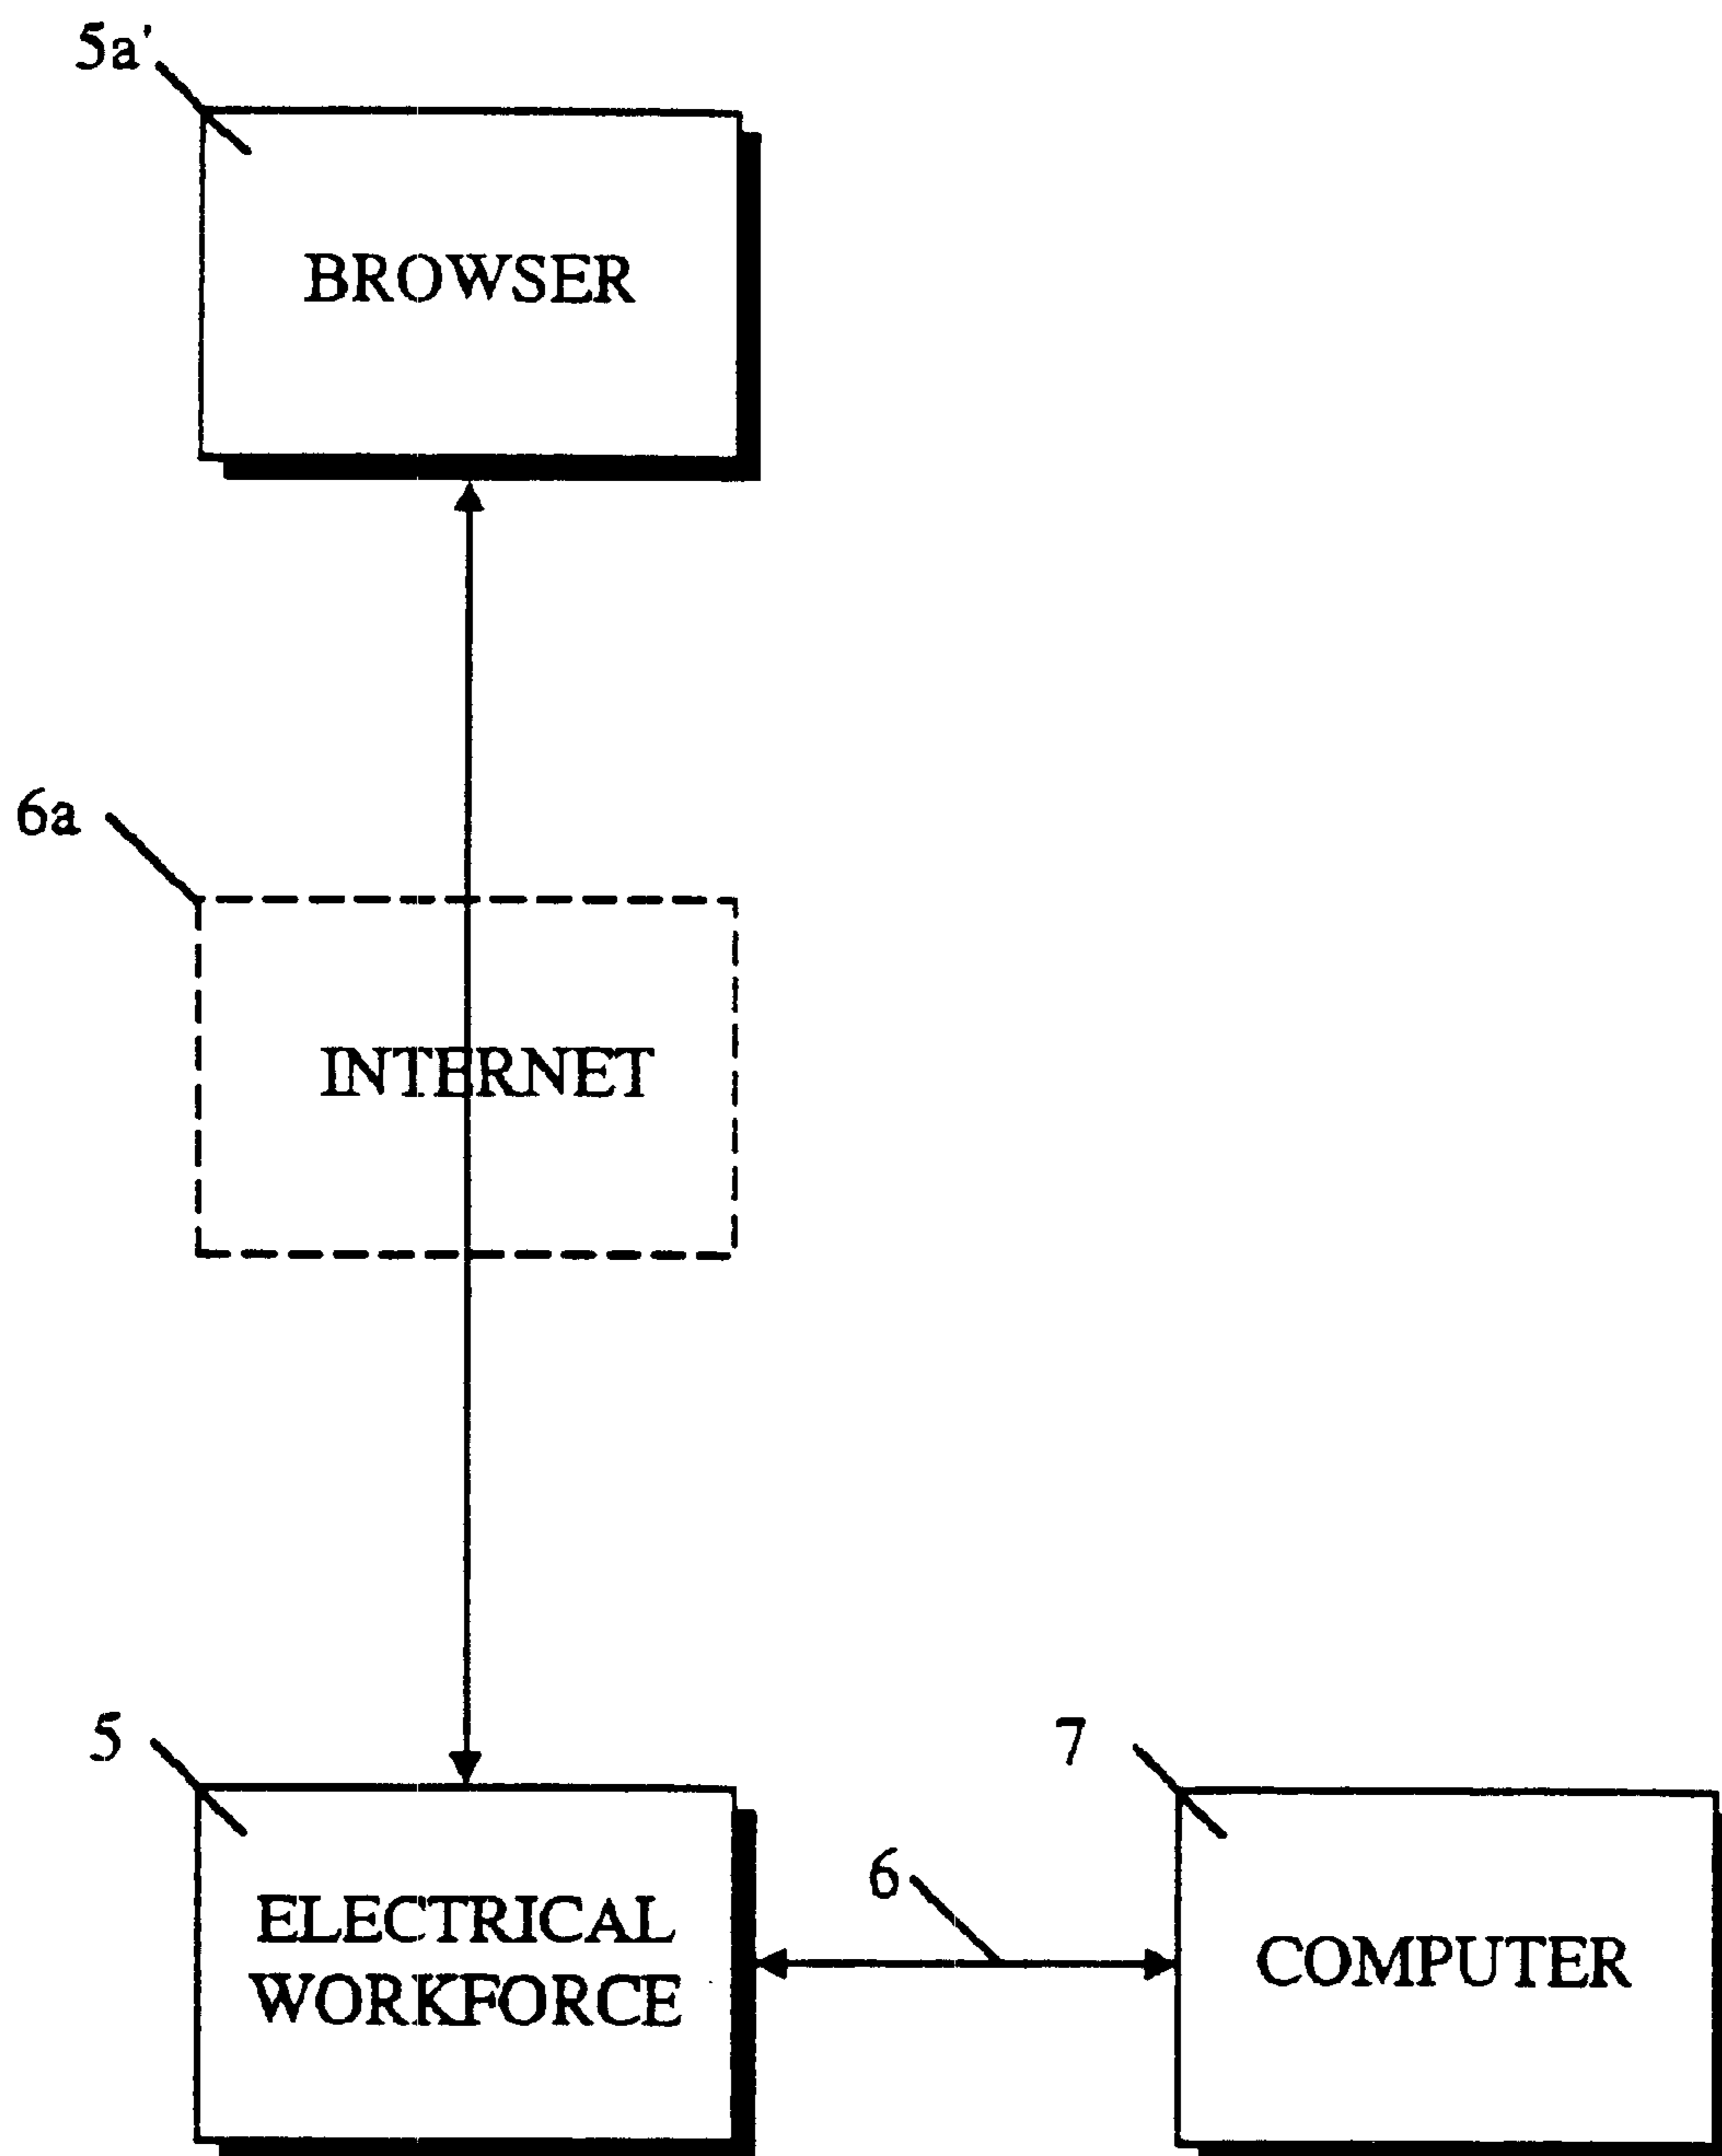 5a'
BROWSER
6a
INTERNET
5
7
6
ELECTRICAL
WORKFORCE
COMPUTER